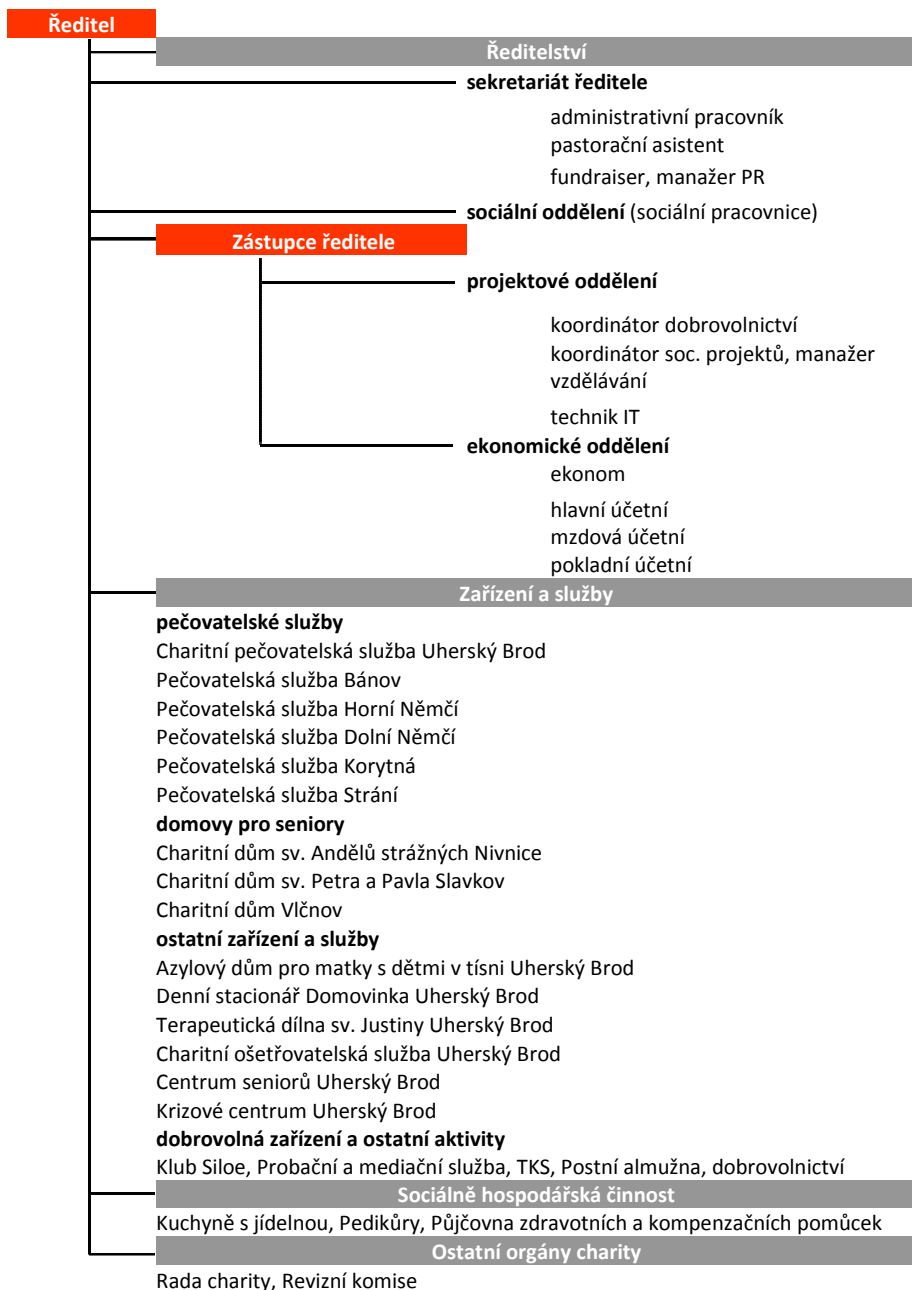 Ředitel
Ředitelství
sekretariát ředitele
administrativní pracovník
pastorační asistent
fundraiser, manažer PR
sociální oddělení (sociální pracovnice)
Zástupce ředitele
projektové oddělení
koordinátor dobrovolnictví
koordinátor soc. projektů, manažer
vzdělávání
technik IT
ekonomické oddělení
ekonom
hlavní účetní
mzdová účetní
pokladní účetní
Zařízení a služby
pečovatelské služby
Charitní pečovatelská služba Uherský Brod
Pečovatelská služba Bánov
Pečovatelská služba Horní Němčí
Pečovatelská služba Dolní Němčí
Pečovatelská služba Korytná
Pečovatelská služba Strání
domovy pro seniory
Charitní dům sv. Andělů strážných Nivnice
Charitní dům sv. Petra a Pavla Slavkov
Charitní dům Vlčnov
ostatní zařízení a služby
Azylový dům pro matky s dětmi v tísni Uherský Brod
Denní stacionář Domovinka Uherský Brod
Terapeutická dílna sv. Justiny Uherský Brod
Charitní ošetřovatelská služba Uherský Brod
Centrum seniorů Uherský Brod
Krizové centrum Uherský Brod
dobrovolná zařízení a ostatní aktivity
Klub Siloe, Probační a mediační služba, TKS, Postní almužna, dobrovolnictví
Sociálně hospodářská činnost
Kuchyně s jídelnou, Pedikůry, Půjčovna zdravotních a kompenzačních pomůcek
Ostatní orgány charity
Rada charity, Revizní komise